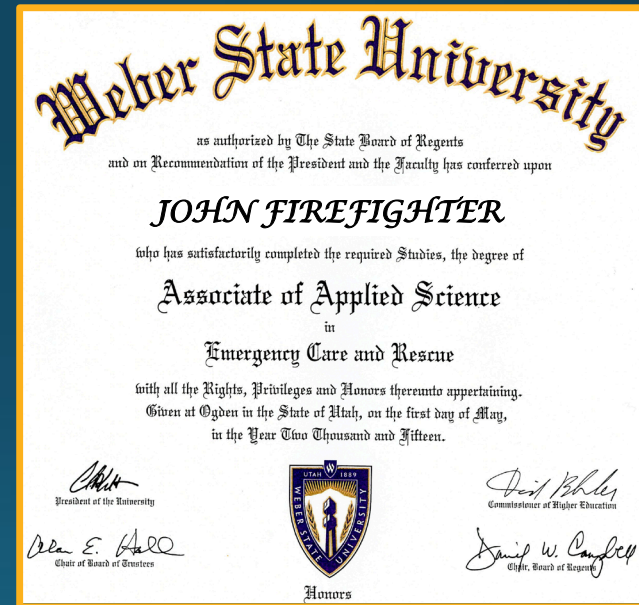 Weber State University
as authorized by The State Board of Regents
and on Recommendation of the President and the Faculty has conferred upon
JOHN FIREFIGHTER
who has satisfactorily completed the required Studies, the degree of
Associate of Applied Science
in
Emergency Care and Rescue
with all the Rights, Privileges and Honors thereunto appertaining.
Given at Ogden in the State of Utah, on the first day of May,
in the Year Two Thousand and Fifteen.
President of the University
Commissioner of Higher Education
UTAH W 1889
WEBER STATE UNIVERSITY
Alan E. Hall
Chair of Board of Trustees
Daniel W. Campbell
Chair, Board of Regents
Honors